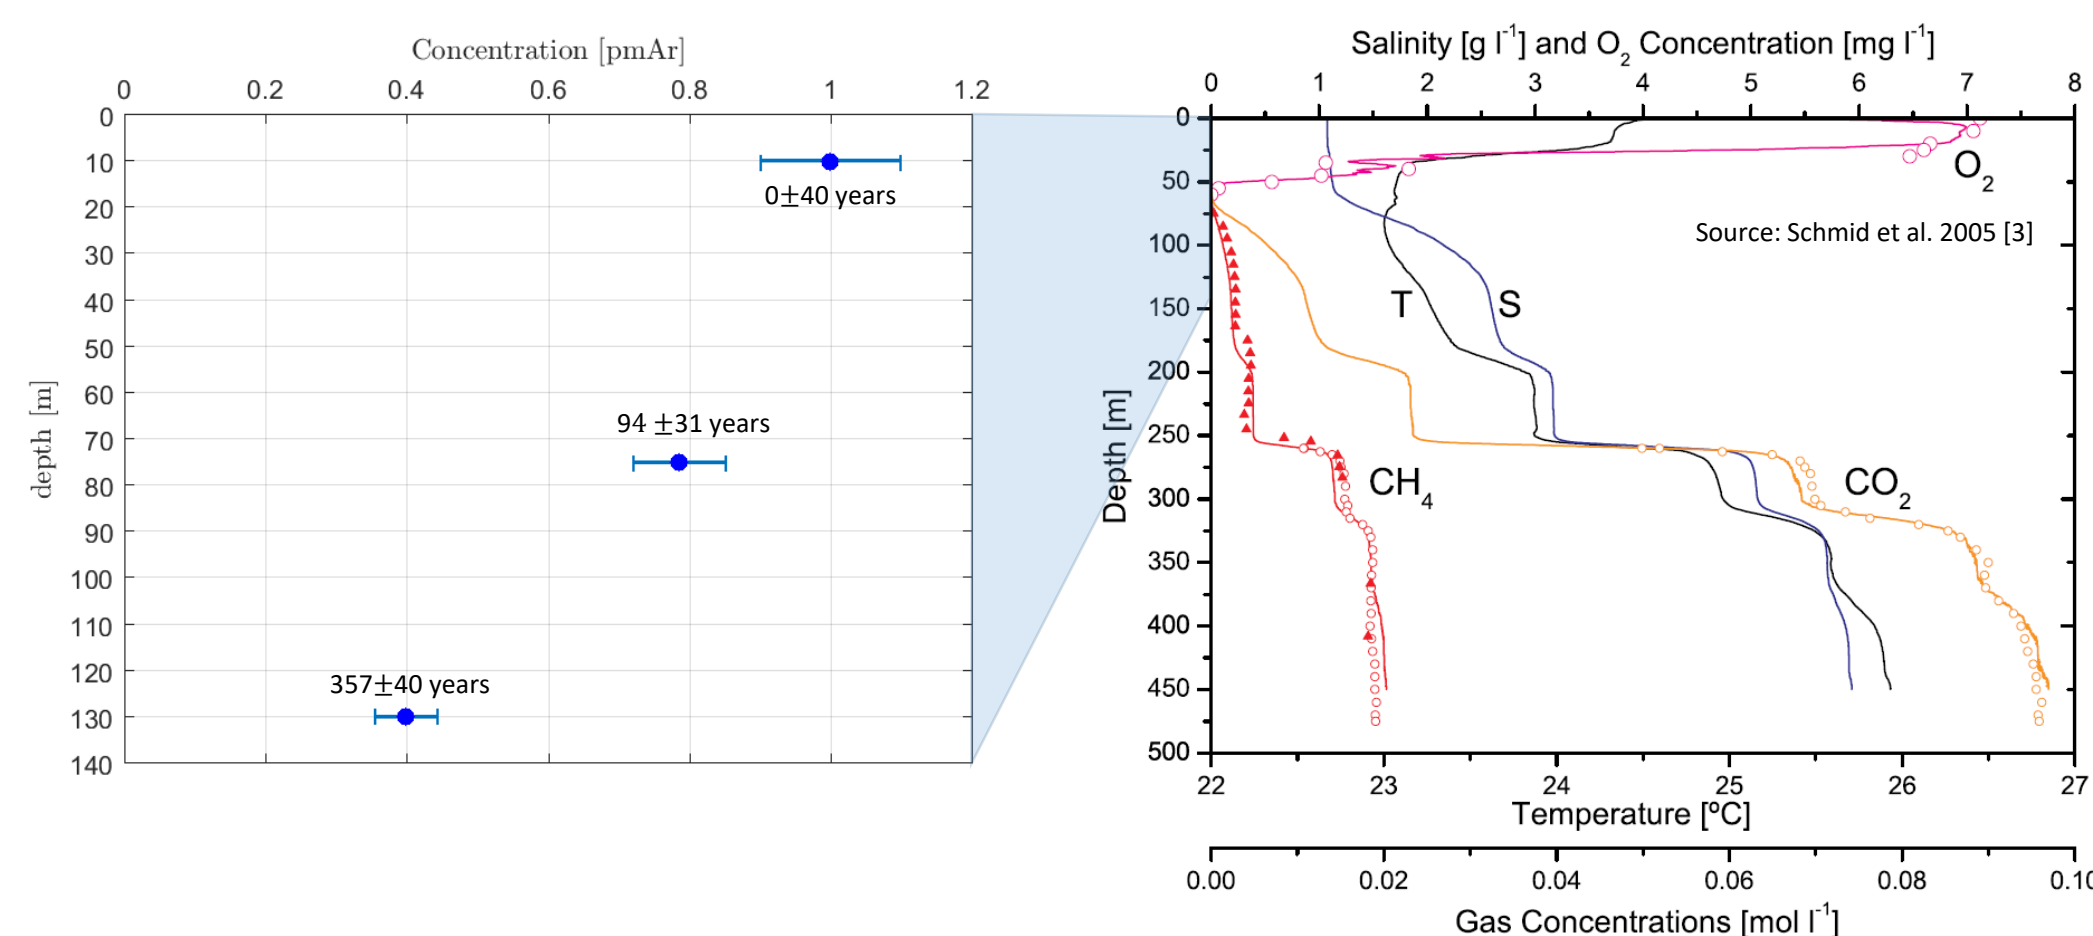 Concentration [pmAr]
0 0.2 0.4 0.6 0.8 1 1.2
0
10
20
30
40
50
60
70
80
90
100
110
120
130
140
depth [m]
0±40 years
94 ±31 years
357±40 years
Salinity [g l⁻¹] and O₂ Concentration [mg l⁻¹]
0 1 2 3 4 5 6 7 8
0
50
100
150
200
250
300
350
400
450
500
Depth [m]
O₂
Source: Schmid et al. 2005 [3]
T S
CH₄ CO₂
22 23 24 25 26 27
Temperature [ºC]
0.00 0.02 0.04 0.06 0.08 0.10
Gas Concentrations [mol l⁻¹]